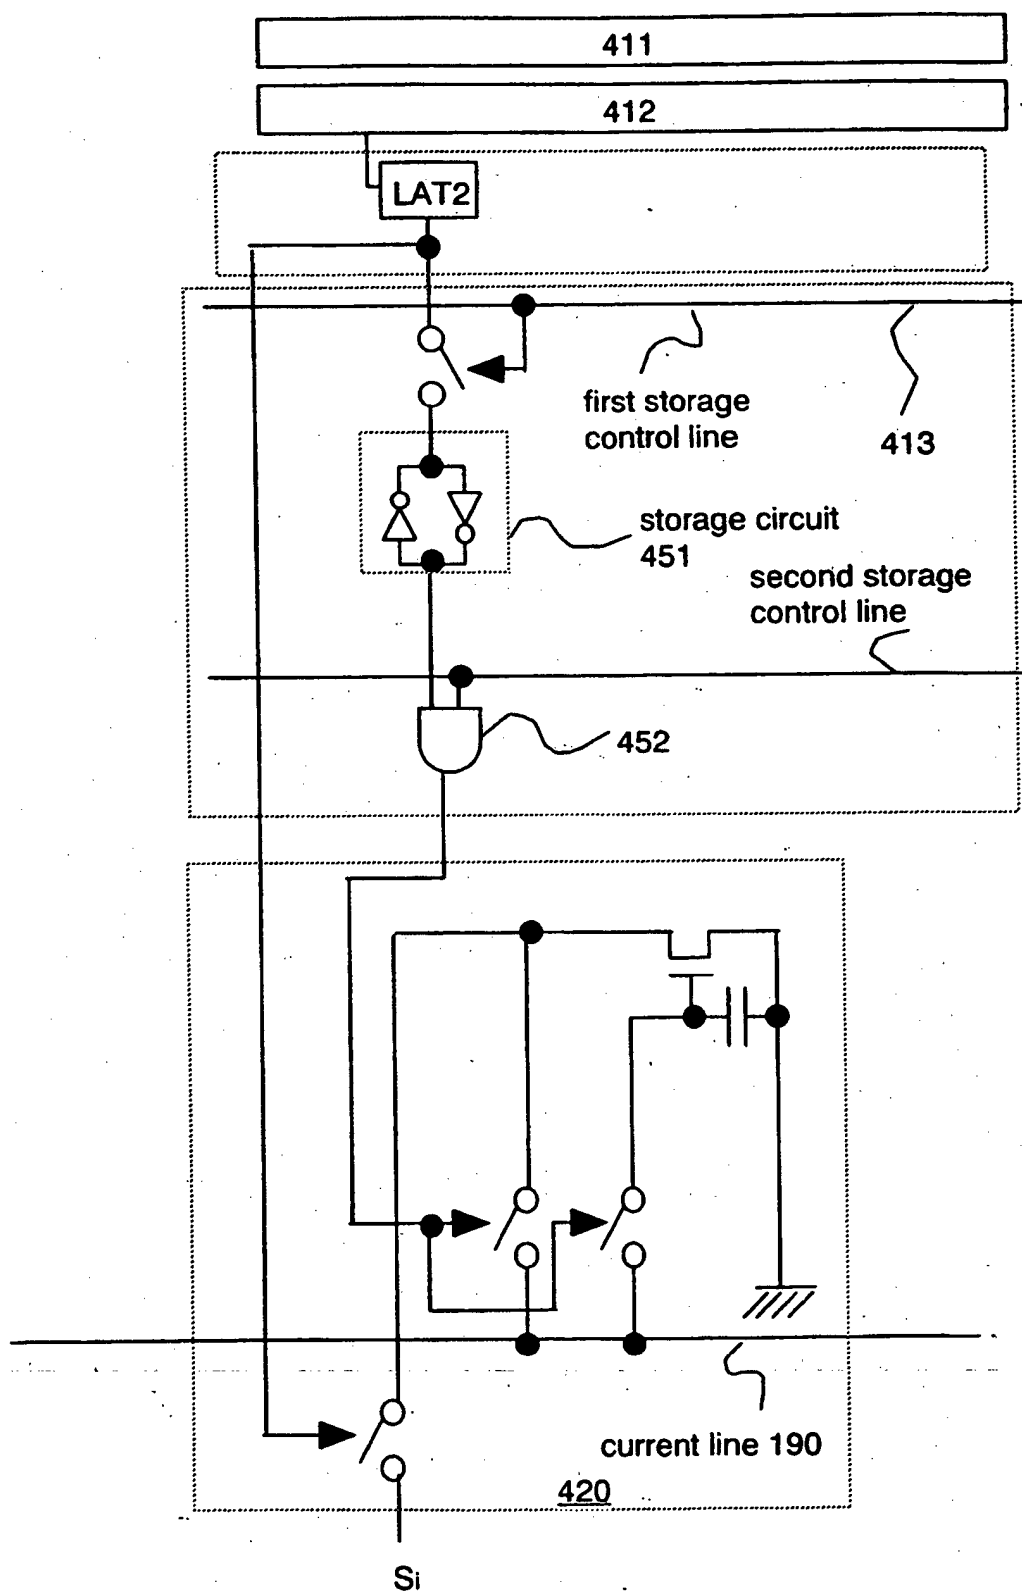 411
412
LAT2
first storage
control line
413
storage circuit
451
second storage
control line
452
current line 190
420
Si